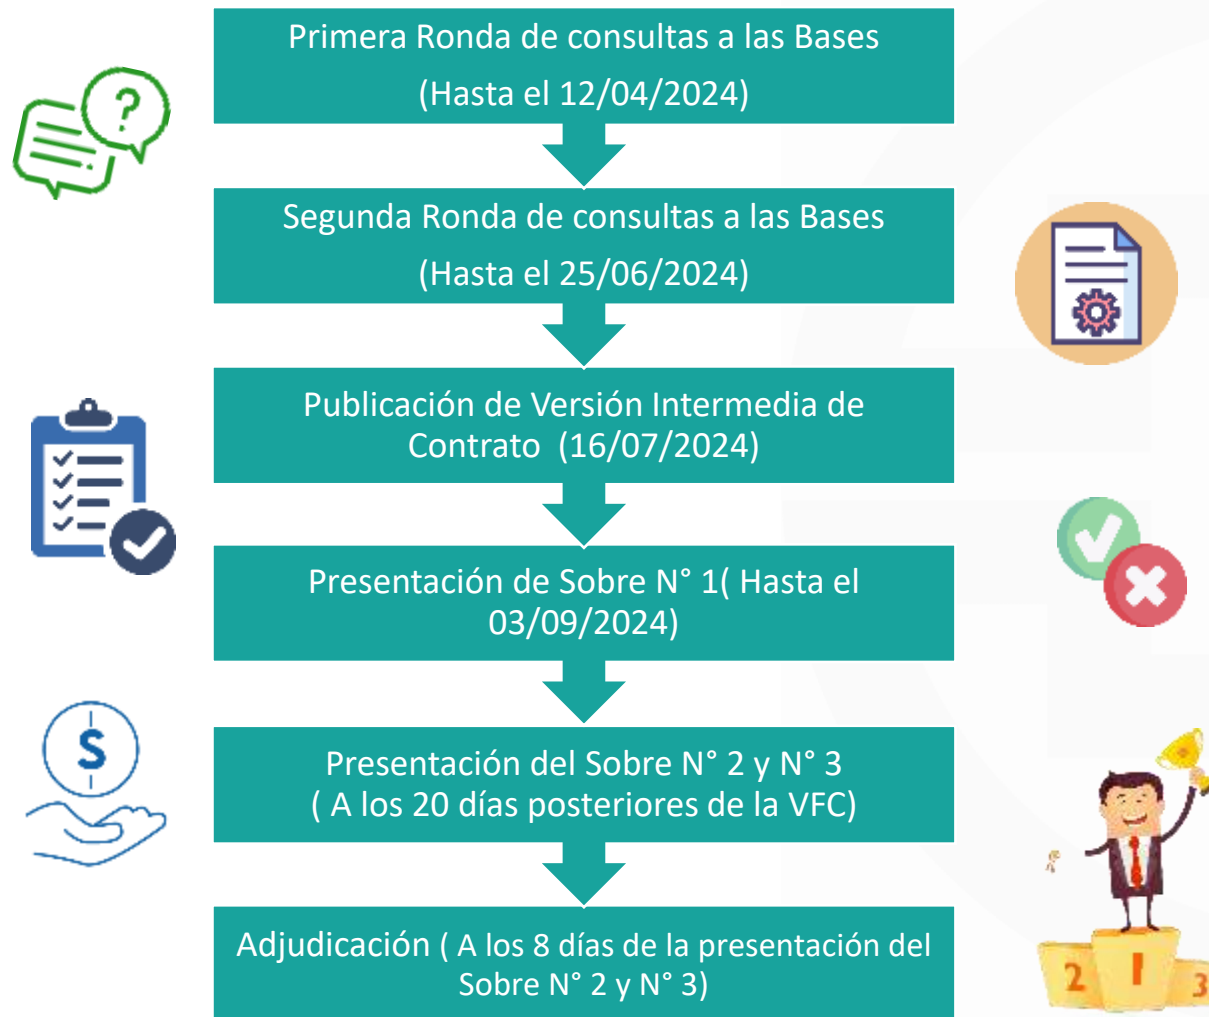 Primera Ronda de consultas a las Bases
(Hasta el 12/04/2024)
?
Segunda Ronda de consultas a las Bases
(Hasta el 25/06/2024)
Publicación de Versión Intermedia de
Contrato (16/07/2024)
Presentación de Sobre N° 1( Hasta el
03/09/2024)
$
Presentación del Sobre N° 2 y N° 3
( A los 20 días posteriores de la VFC)
Adjudicación ( A los 8 días de la presentación del
Sobre N° 2 y N° 3)
2 1 3